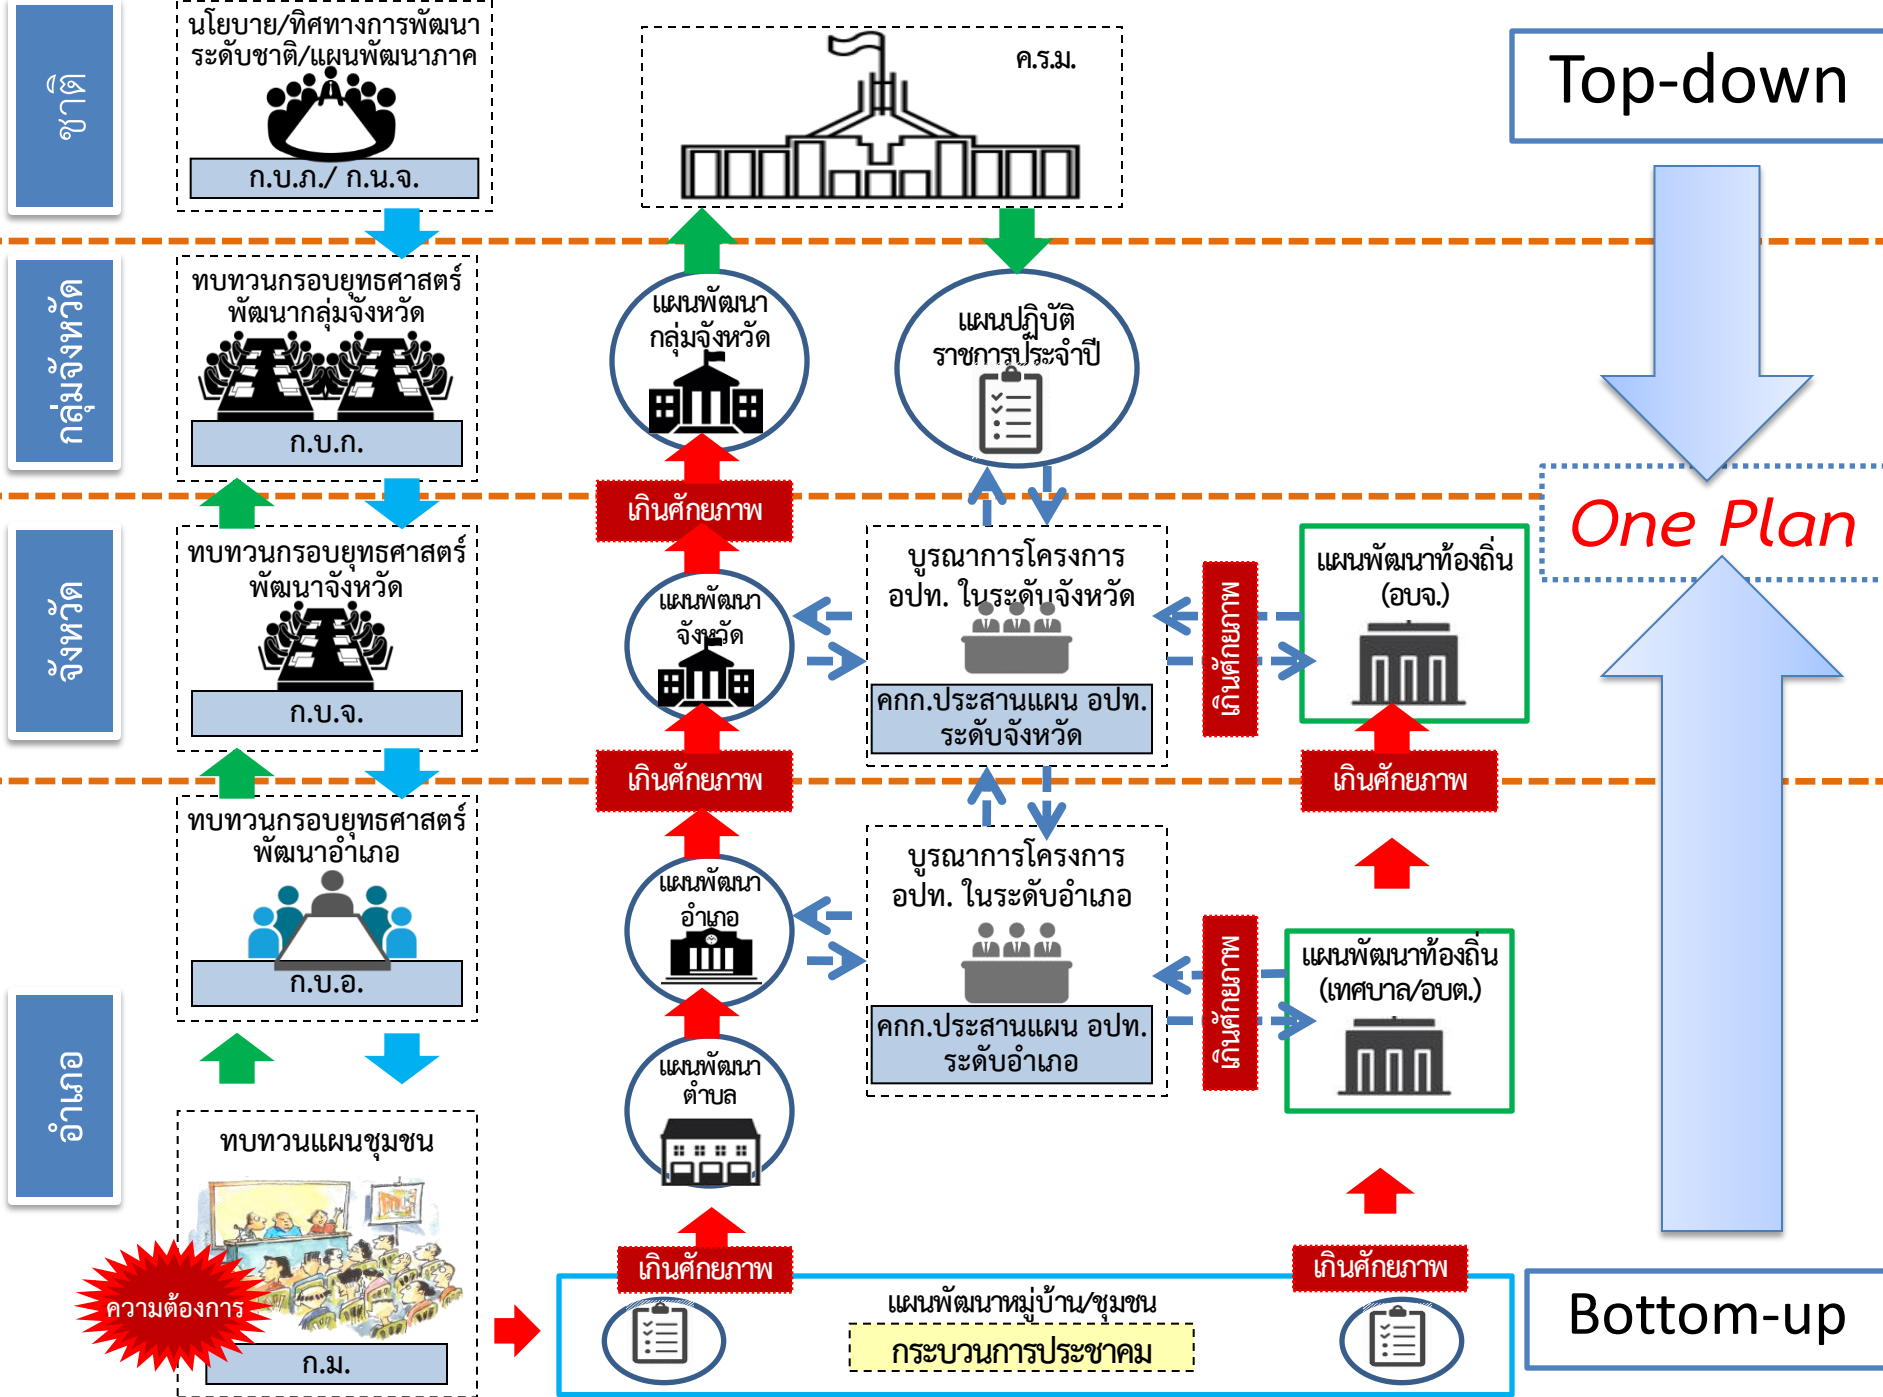 ชาติ
นโยบาย/ทิศทางการพัฒนา
ระดับชาติ/แผนพัฒนาภาค
ก.บ.ภ./ ก.น.จ.
ค.ร.ม.
Top-down
กลุ่มจังหวัด
ทบทวนกรอบยุทธศาสตร์
พัฒนากลุ่มจังหวัด
ก.บ.ก.
แผนพัฒนา
กลุ่มจังหวัด
แผนปฏิบัติ
ราชการประจำปี
เกินศักยภาพ
One Plan
จังหวัด
ทบทวนกรอบยุทธศาสตร์
พัฒนาจังหวัด
ก.บ.จ.
แผนพัฒนา
จังหวัด
บูรณาการโครงการ
อปท. ในระดับจังหวัด
คกก.ประสานแผน อปท.
ระดับจังหวัด
เกินศักยภาพ
แผนพัฒนาท้องถิ่น
(อบจ.)
เกินศักยภาพ
เกินศักยภาพ
อำเภอ
ทบทวนกรอบยุทธศาสตร์
พัฒนาอำเภอ
ก.บ.อ.
แผนพัฒนา
อำเภอ
บูรณาการโครงการ
อปท. ในระดับอำเภอ
คกก.ประสานแผน อปท.
ระดับอำเภอ
เกินศักยภาพ
แผนพัฒนาท้องถิ่น
(เทศบาล/อบต.)
แผนพัฒนา
ตำบล
ทบทวนแผนชุมชน
ความต้องการ
ก.ม.
เกินศักยภาพ
เกินศักยภาพ
แผนพัฒนาหมู่บ้าน/ชุมชน
กระบวนการประชาคม
Bottom-up